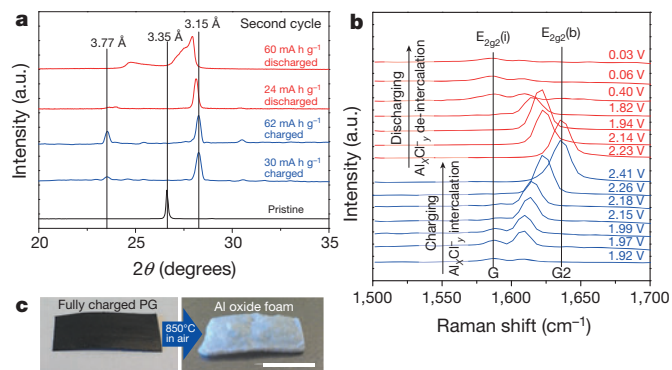 a
Second cycle
3.77 Å
3.35 Å
3.15 Å
60 mA h g⁻¹
discharged
24 mA h g⁻¹
discharged
62 mA h g⁻¹
charged
30 mA h g⁻¹
charged
Pristine
Intensity (a.u.)
20
25
30
35
2θ (degrees)
b
E2g2(i)
E2g2(b)
Discharging
AlxCly⁻ de-intercalation
Charging
AlxCly⁻ intercalation
0.03 V
0.06 V
0.40 V
1.82 V
1.94 V
2.14 V
2.23 V
2.41 V
2.26 V
2.18 V
2.15 V
1.99 V
1.97 V
1.92 V
G
G2
Intensity (a.u.)
1,500
1,550
1,600
1,650
1,700
Raman shift (cm⁻¹)
c
Fully charged PG
850°C
in air
Al oxide foam